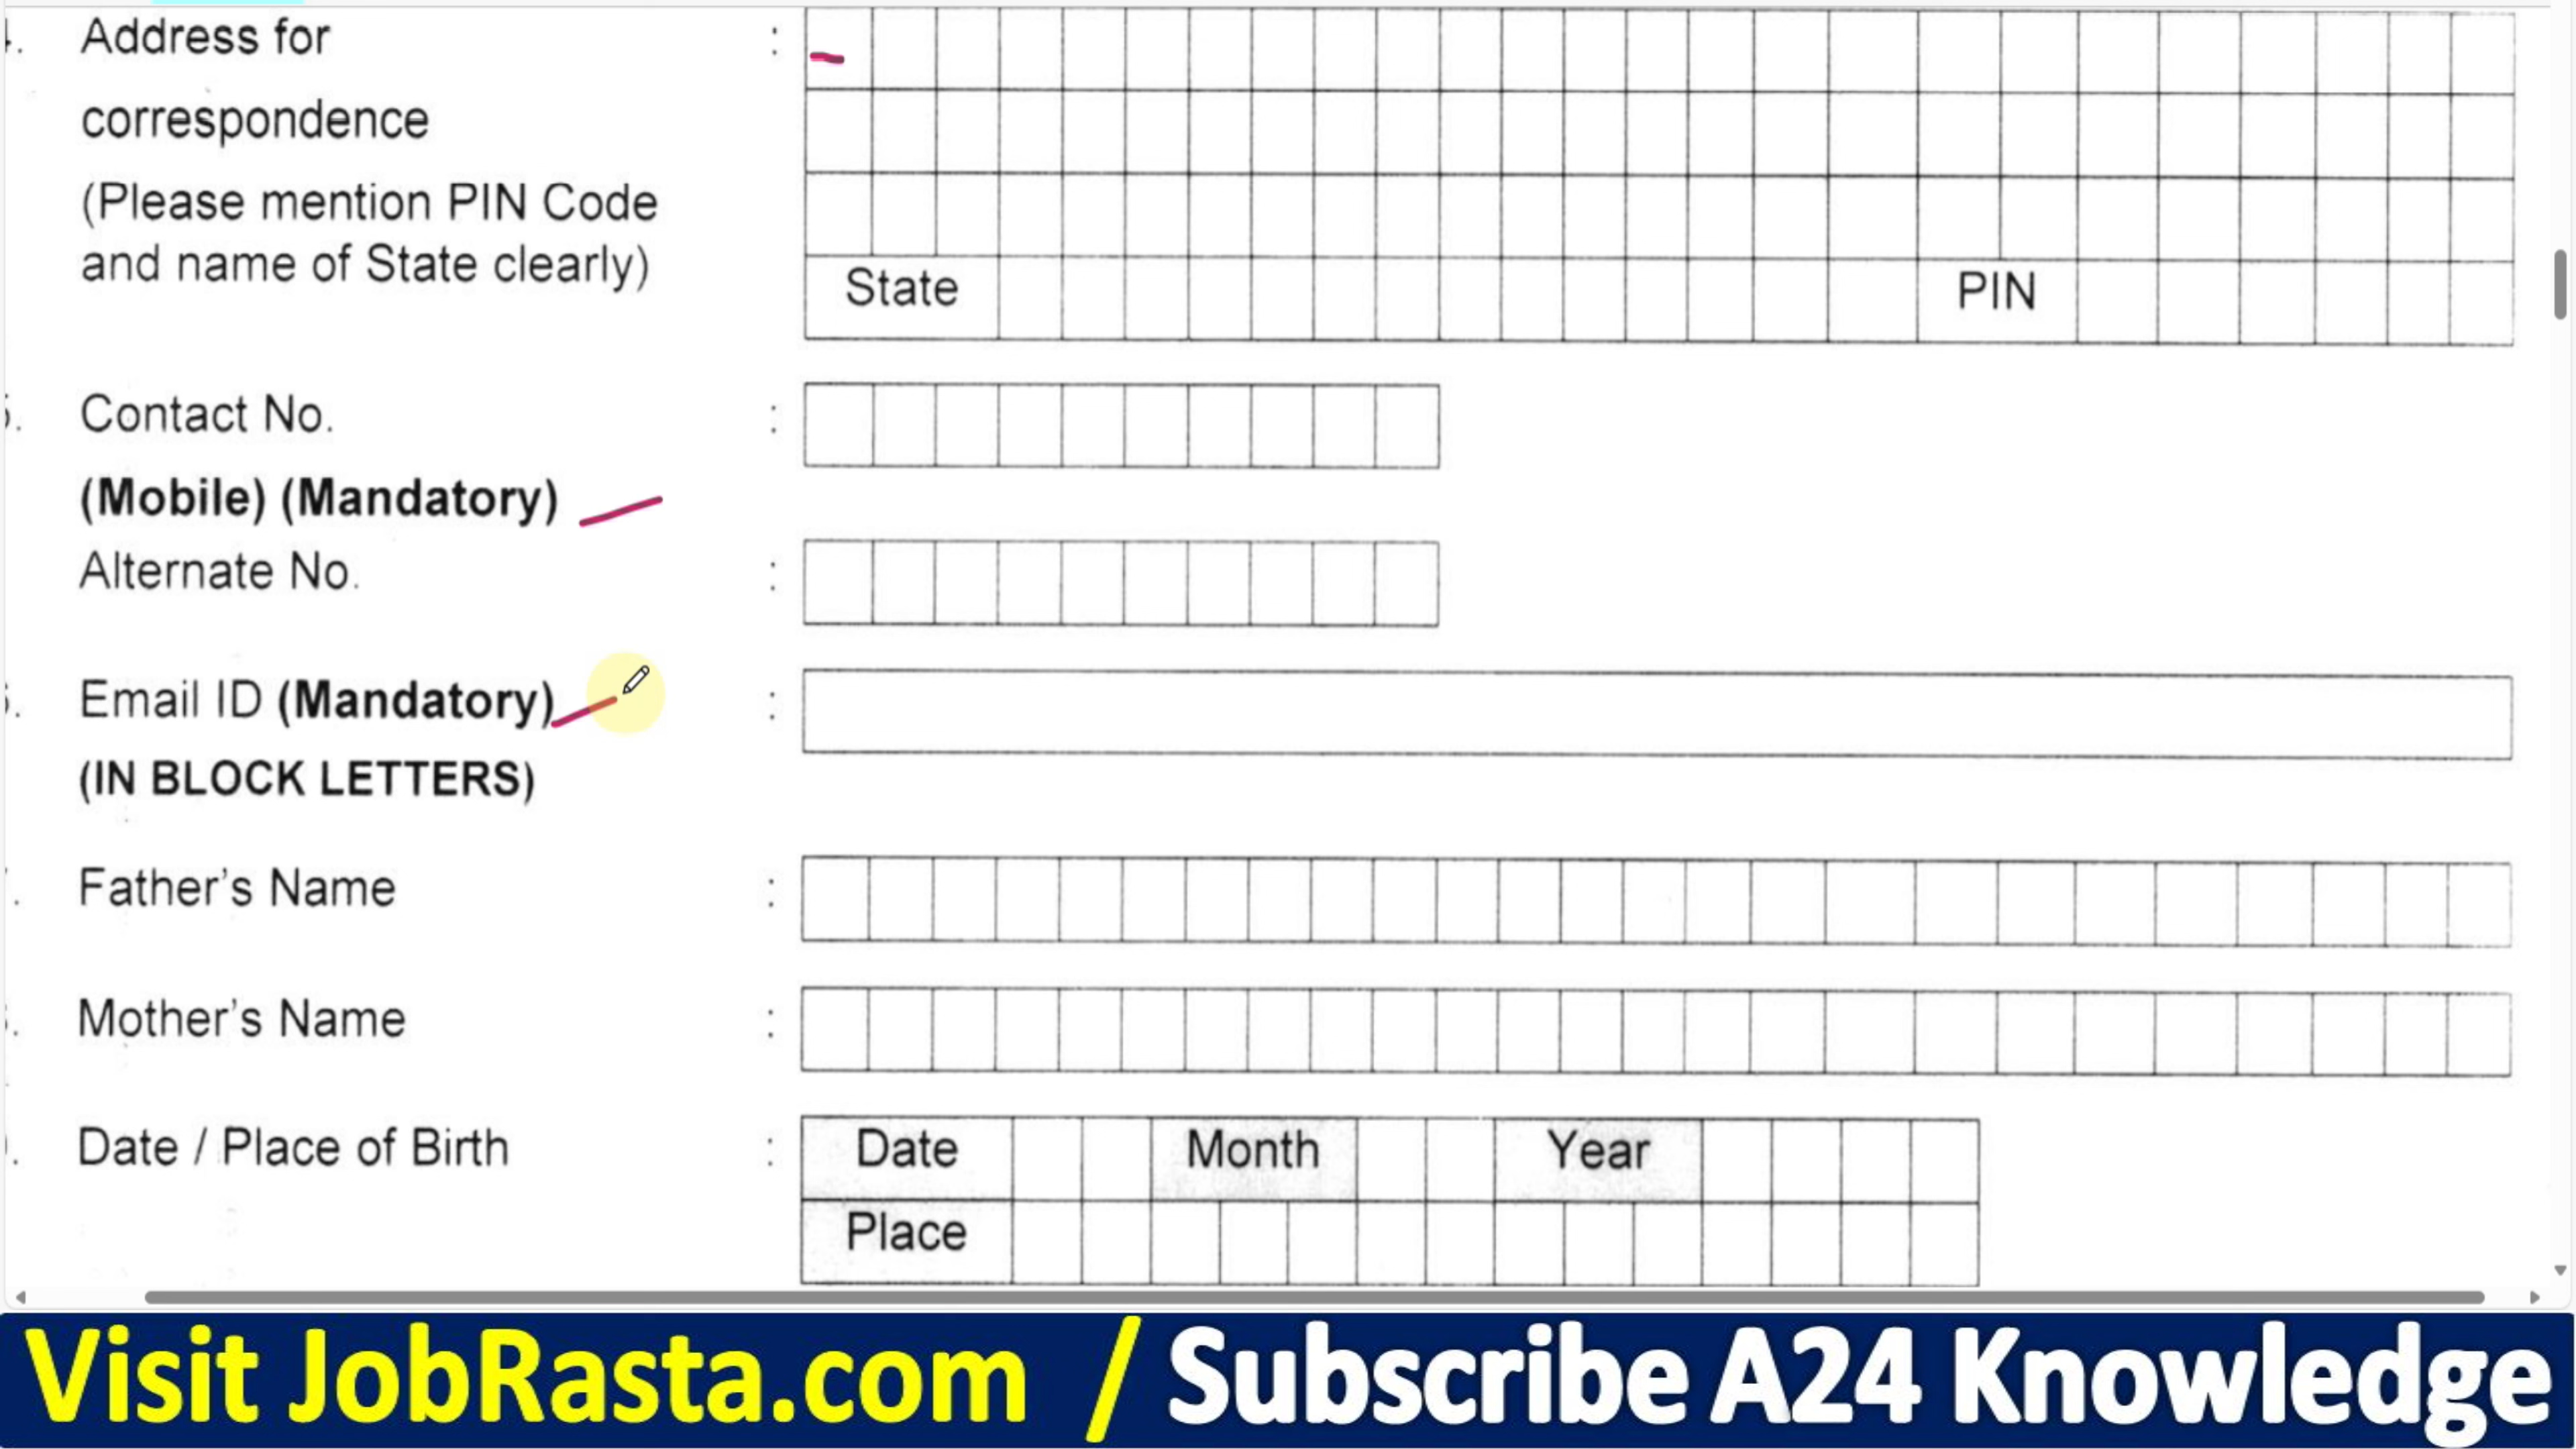 Address for :
correspondence
(Please mention PIN Code
and name of State clearly)
State PIN
Contact No. :
(Mobile) (Mandatory)
Alternate No. :
Email ID (Mandatory) :
(IN BLOCK LETTERS)
Father's Name :
Mother's Name :
Date / Place of Birth : Date Month Year
Place
Visit JobRasta.com / Subscribe A24 Knowledge